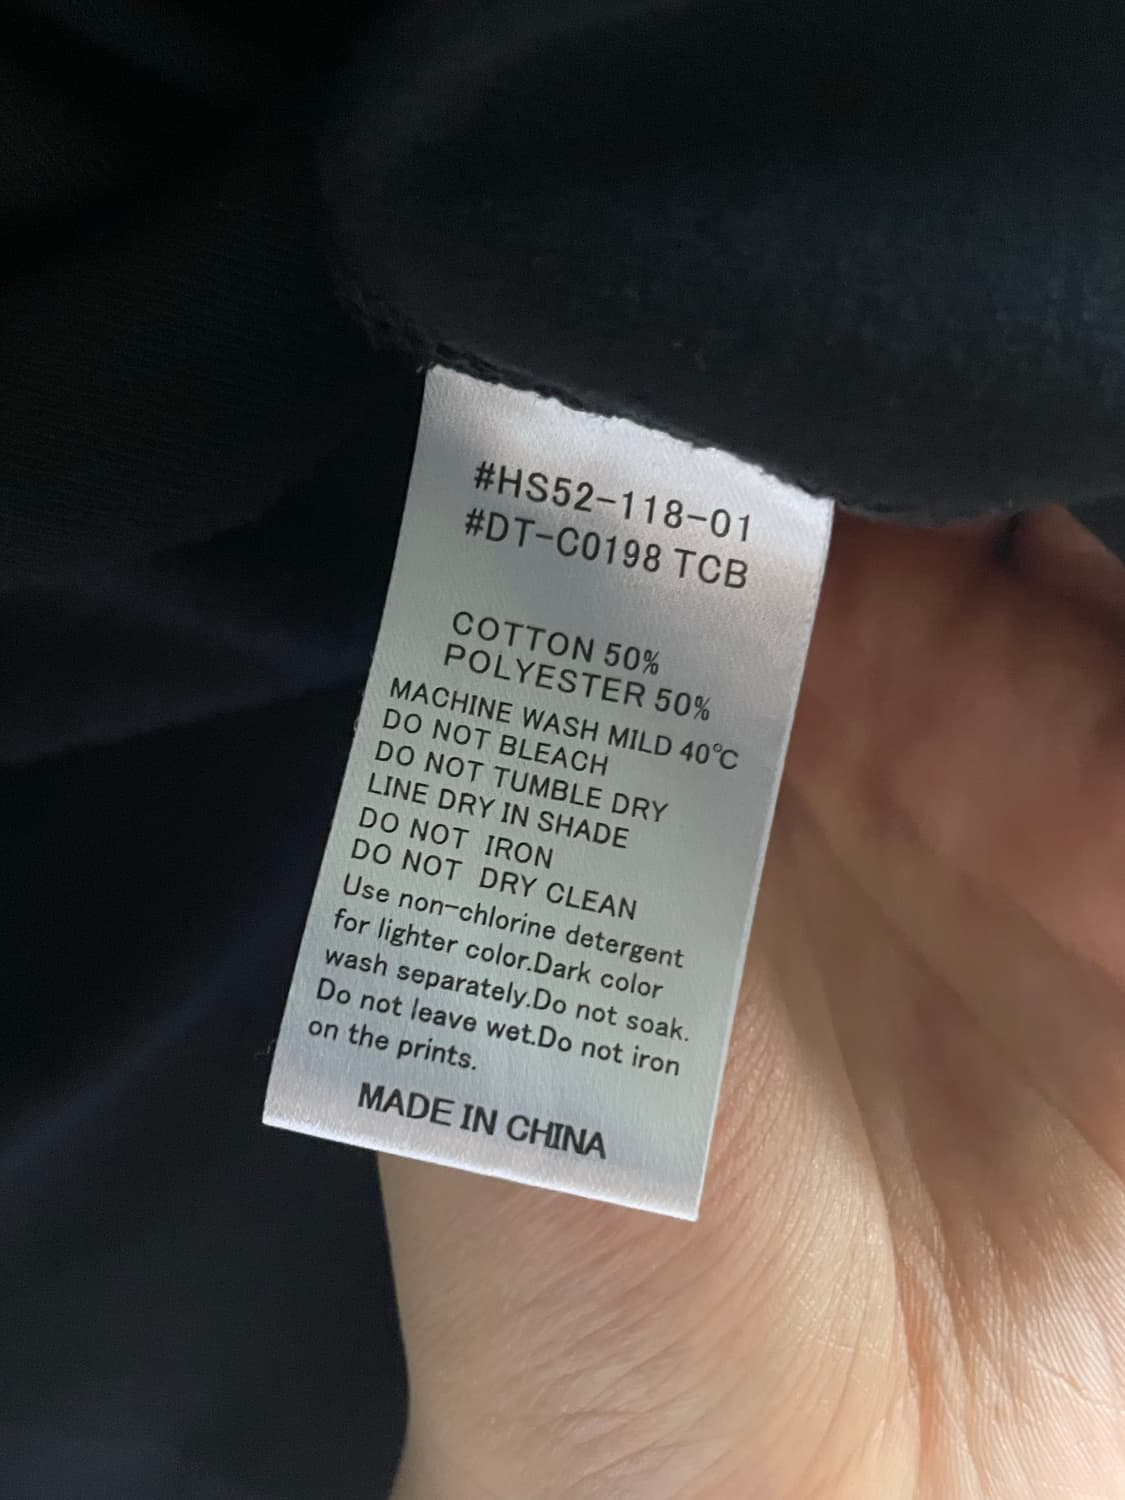 #HS52-118-01
#DT-C0198 TCB
COTTON 50%
POLYESTER 50%
MACHINE WASH MILD 40℃
DO NOT BLEACH
DO NOT TUMBLE DRY
LINE DRY IN SHADE
DO NOT IRON
DO NOT DRY CLEAN
Use non-chlorine detergent
for lighter color.Dark color
wash separately.Do not soak.
Do not leave wet.Do not iron
on the prints.
MADE IN CHINA